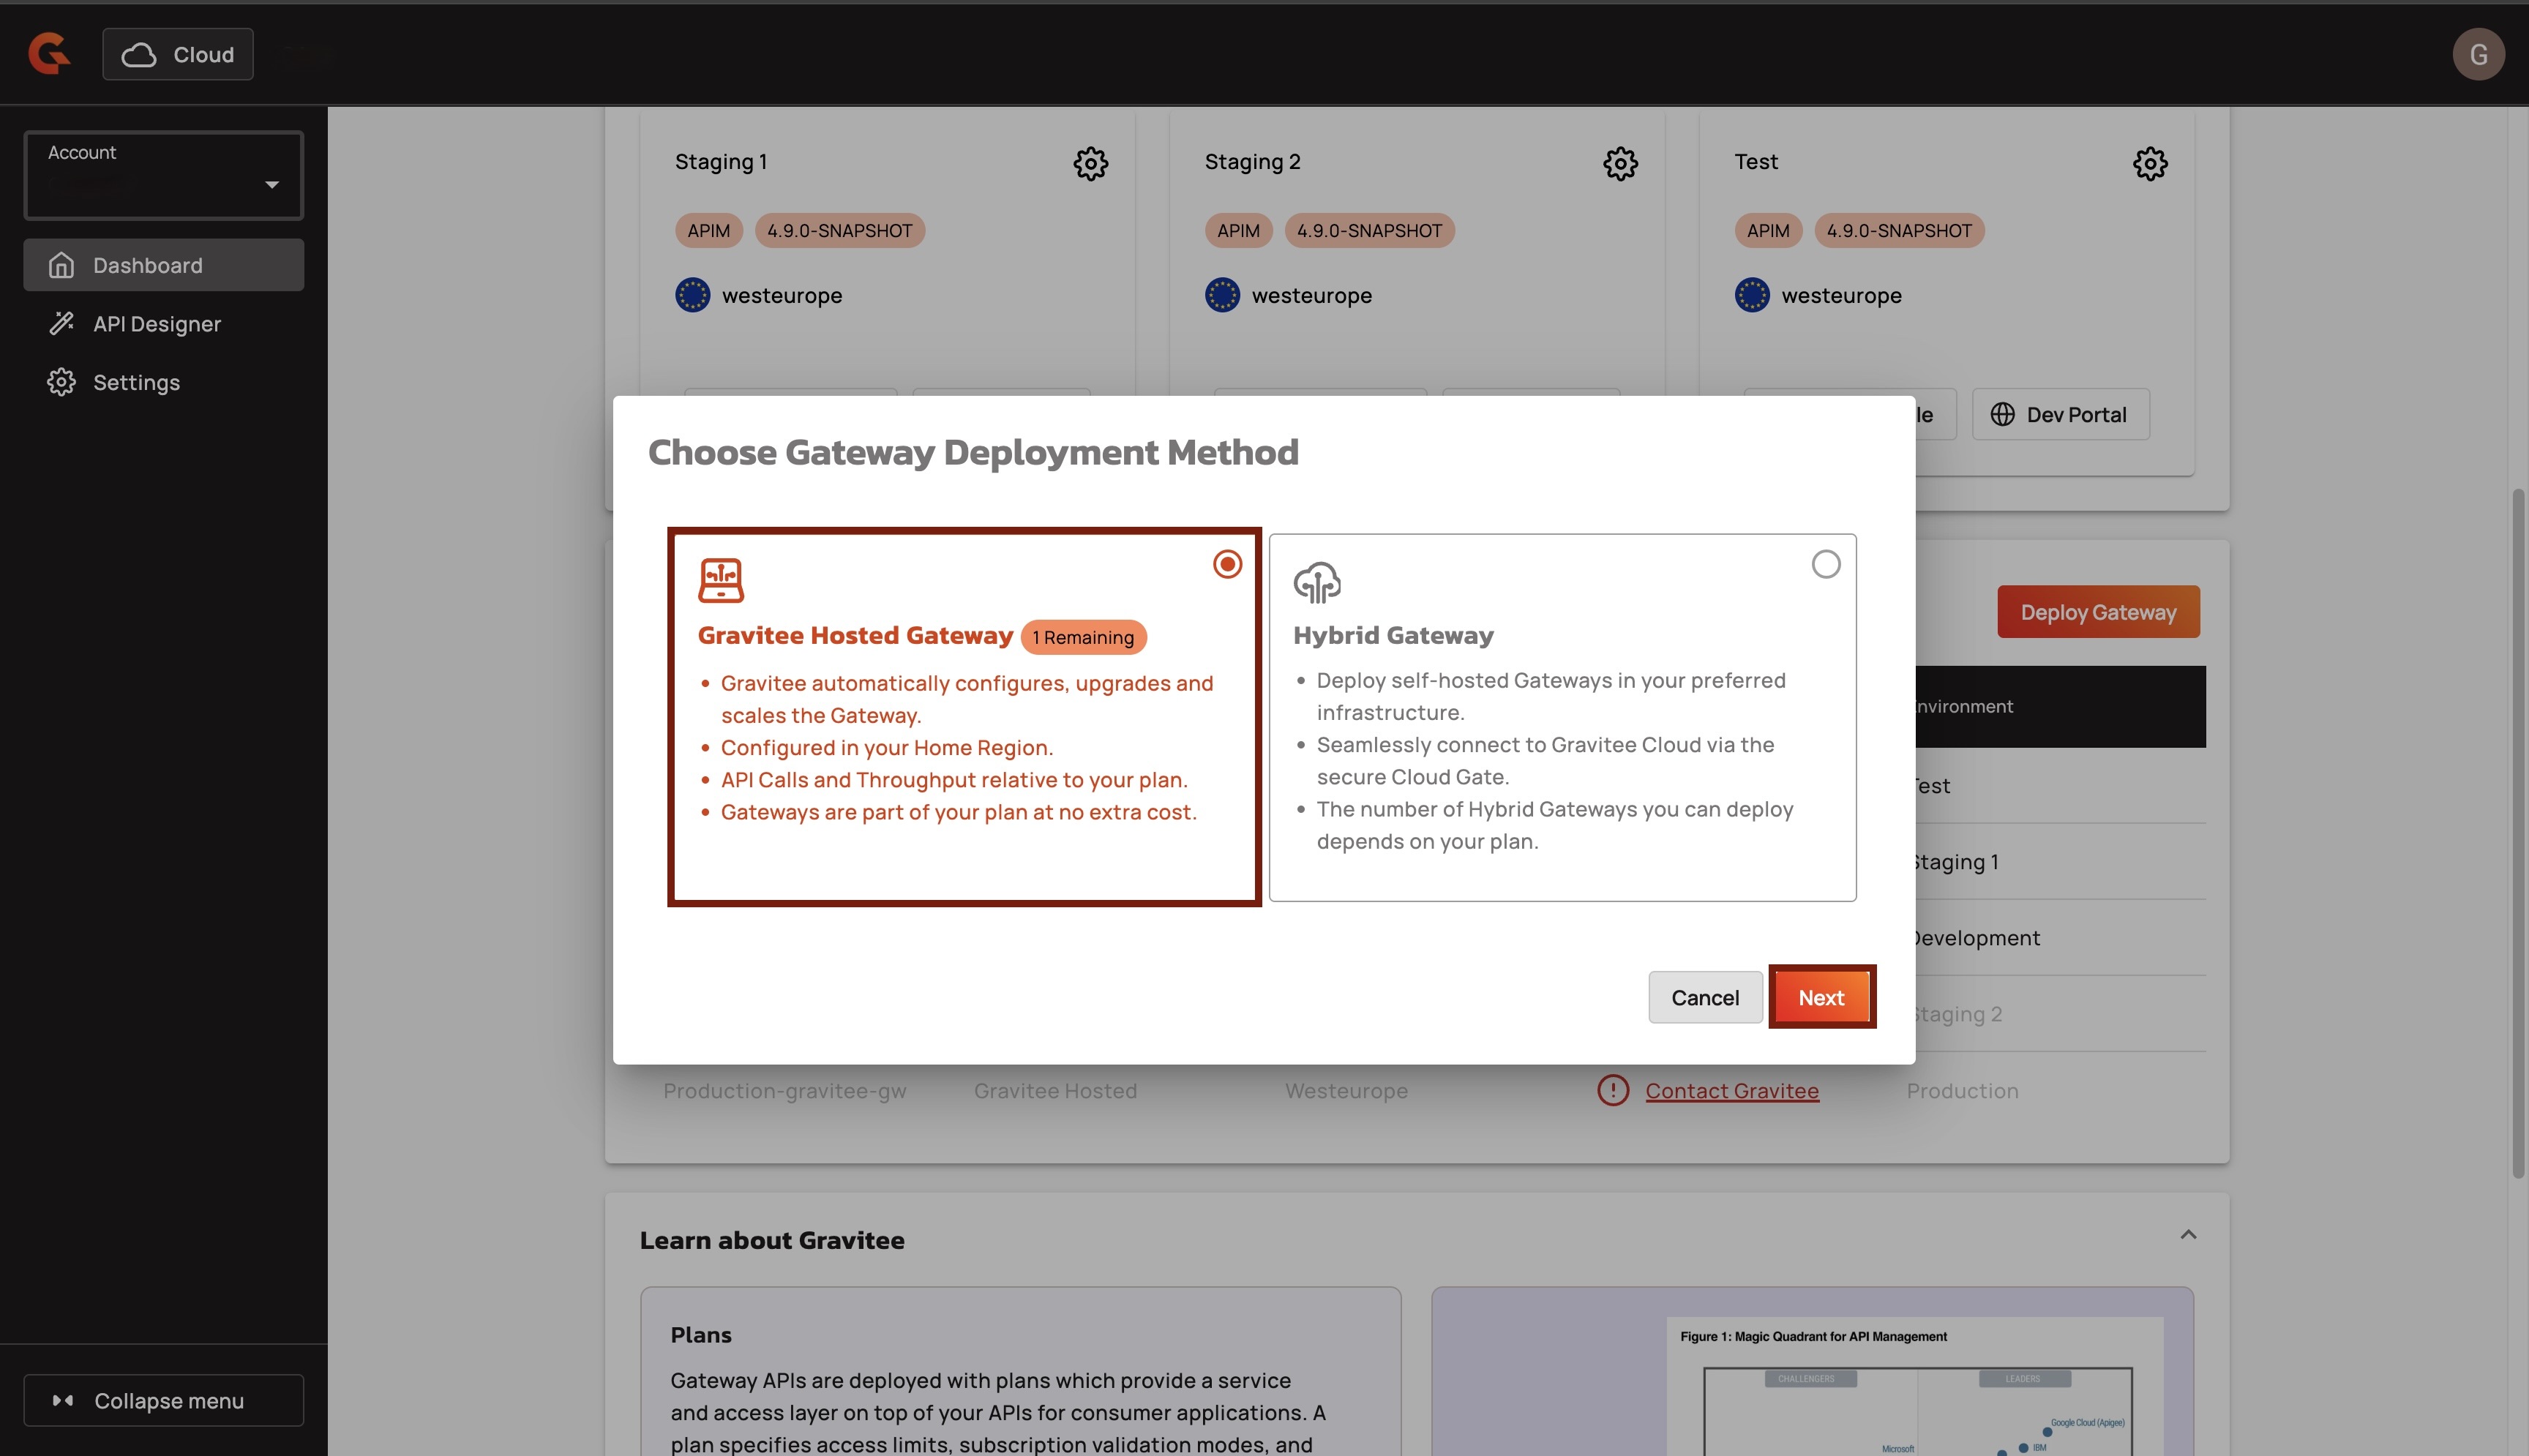 Cloud
G
Account
Dashboard
API Designer
Settings
Collapse menu
Staging 1
APIM 4.9.0-SNAPSHOT
westeurope
Staging 2
APIM 4.9.0-SNAPSHOT
westeurope
Test
APIM 4.9.0-SNAPSHOT
westeurope
Dev Portal
Choose Gateway Deployment Method
Gravitee Hosted Gateway 1 Remaining
• Gravitee automatically configures, upgrades and
scales the Gateway.
• Configured in your Home Region.
• API Calls and Throughput relative to your plan.
• Gateways are part of your plan at no extra cost.
Hybrid Gateway
• Deploy self-hosted Gateways in your preferred
infrastructure.
• Seamlessly connect to Gravitee Cloud via the
secure Cloud Gate.
• The number of Hybrid Gateways you can deploy
depends on your plan.
Cancel Next
Deploy Gateway
nvironment
Test
Staging 1
Development
Staging 2
Production-gravitee-gw Gravitee Hosted Westeurope Contact Gravitee Production
Learn about Gravitee
Plans
Gateway APIs are deployed with plans which provide a service
and access layer on top of your APIs for consumer applications. A
plan specifies access limits, subscription validation modes, and
Figure 1: Magic Quadrant for API Management
CHALLENGERS LEADERS
Google Cloud (Apigee)
IBM
Microsoft